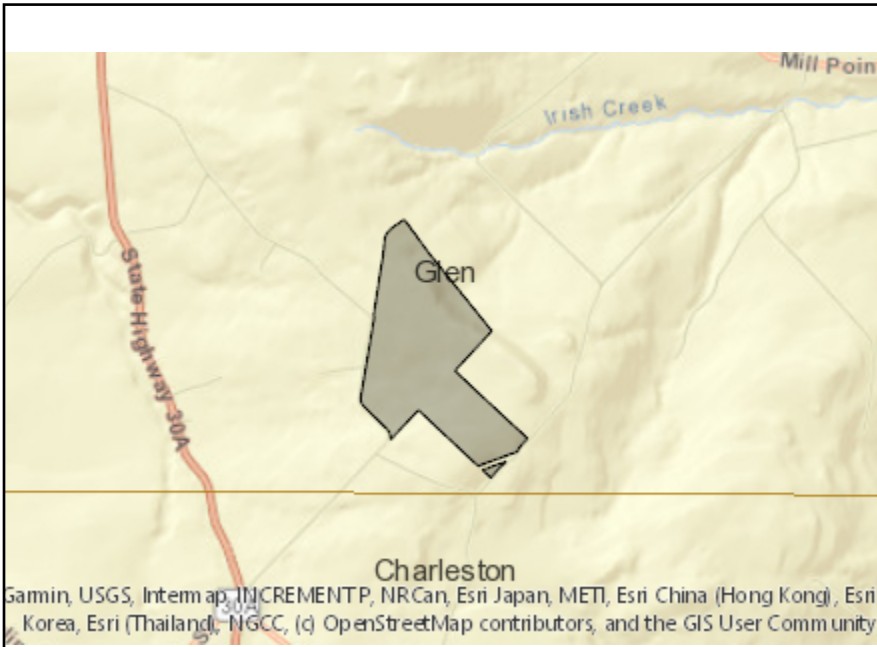 Mill Poin
Irish Creek
Glen
State Highway 30A
Charleston
30A
Garmin, USGS, Intermap, INCREMENT P, NRCan, Esri Japan, METI, Esri China (Hong Kong), Esri
Korea, Esri (Thailand), NGCC, (c) OpenStreetMap contributors, and the GIS User Community